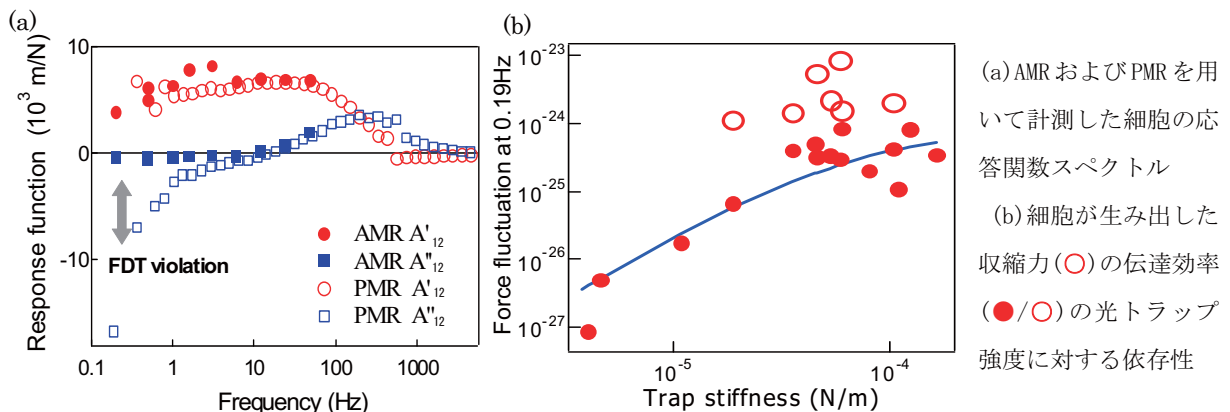 (a)
Response function (10³ m/N)
10
0
-10
FDT violation
AMR A'₁₂
AMR A"₁₂
PMR A'₁₂
PMR A"₁₂
0.1
1
10
100
1000
Frequency (Hz)
(b)
Force fluctuation at 0.19Hz
10⁻²³
10⁻²⁴
10⁻²⁵
10⁻²⁶
10⁻²⁷
10⁻⁵
10⁻⁴
Trap stiffness (N/m)
(a)AMRおよびPMRを用
いて計測した細胞の応
答関数スペクトル
(b)細胞が生み出した
収縮力(○)の伝達効率
(●/○)の光トラップ
強度に対する依存性